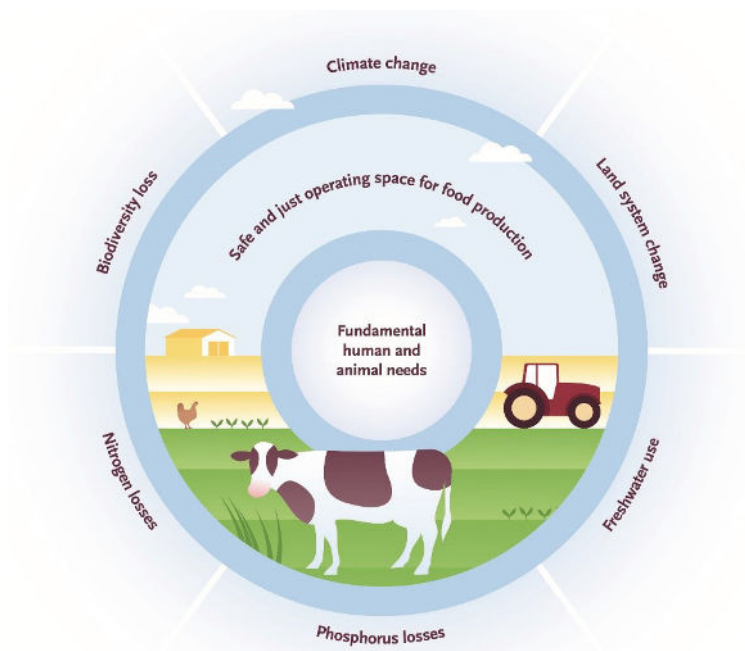 Climate change
Biodiversity loss
Land system change
Safe and just operating space for food production
Fundamental
human and
animal needs
Nitrogen losses
Freshwater use
Phosphorus losses